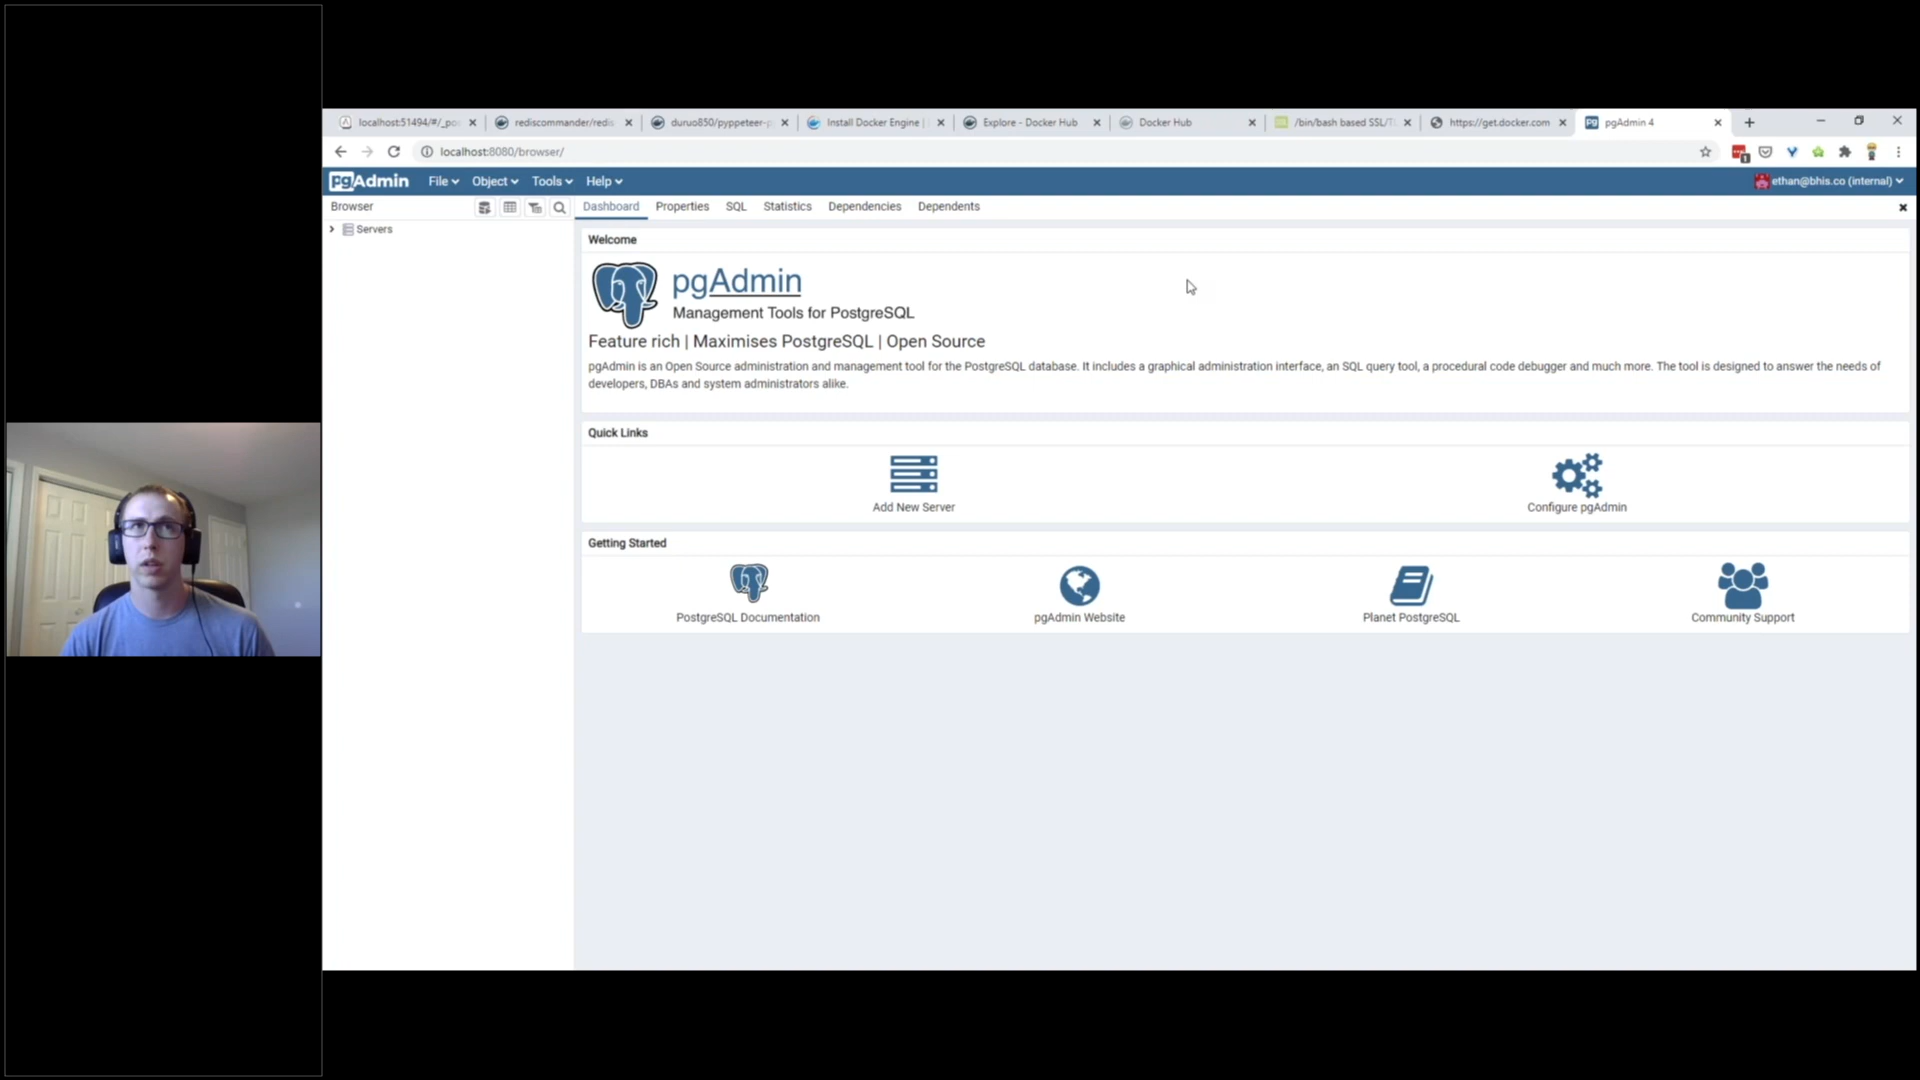 localhost:51494/#/_po
rediscommander/redis
duruo850/pyppeteer-p
Install Docker Engine |
Explore - Docker Hub
Docker Hub
/bin/bash based SSL/TL
https://get.docker.com
pgAdmin 4
localhost:8080/browser/
pgAdmin
File
Object
Tools
Help
ethan@bhis.co (internal)
Browser
Dashboard
Properties
SQL
Statistics
Dependencies
Dependents
Servers
Welcome
pgAdmin
Management Tools for PostgreSQL
Feature rich | Maximises PostgreSQL | Open Source
pgAdmin is an Open Source administration and management tool for the PostgreSQL database. It includes a graphical administration interface, an SQL query tool, a procedural code debugger and much more. The tool is designed to answer the needs of
developers, DBAs and system administrators alike.
Quick Links
Add New Server
Configure pgAdmin
Getting Started
PostgreSQL Documentation
pgAdmin Website
Planet PostgreSQL
Community Support